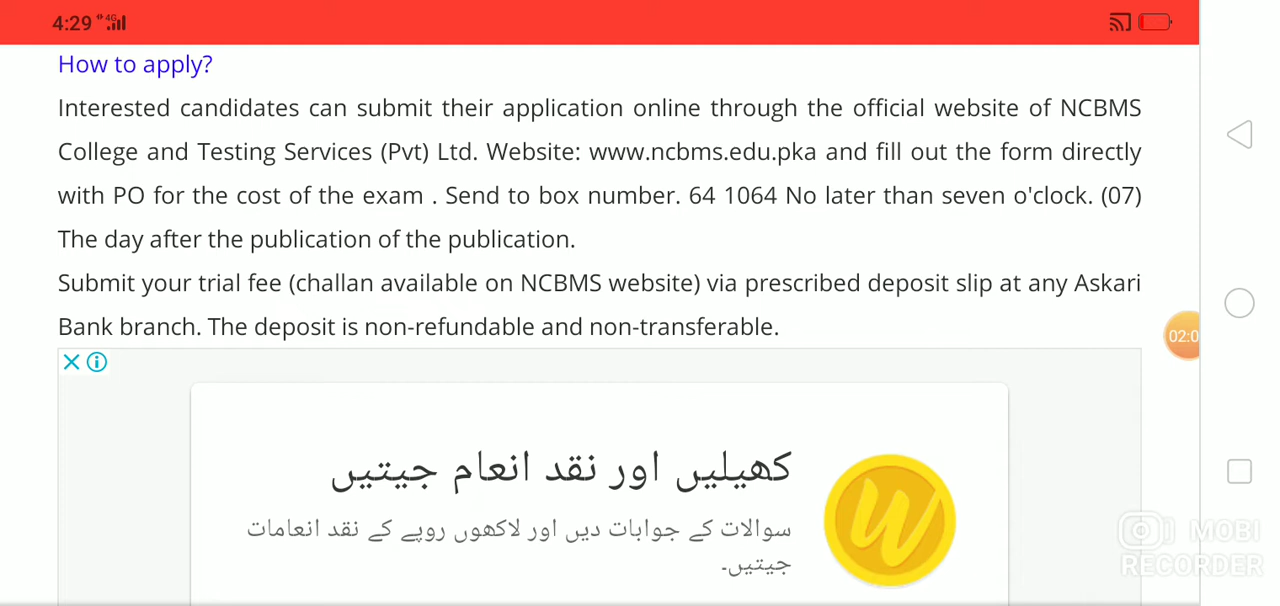 4:29 4G
How to apply?
Interested candidates can submit their application online through the official website of NCBMS
College and Testing Services (Pvt) Ltd. Website: www.ncbms.edu.pka and fill out the form directly
with PO for the cost of the exam . Send to box number. 64 1064 No later than seven o'clock. (07)
The day after the publication of the publication.
Submit your trial fee (challan available on NCBMS website) via prescribed deposit slip at any Askari
Bank branch. The deposit is non-refundable and non-transferable.
02:0
کھیلیں اور نقد انعام جیتیں
سوالات کے جوابات دیں اور لاکھوں روپے کے نقد انعامات
جیتیں۔
W
MOBI
RECORDER